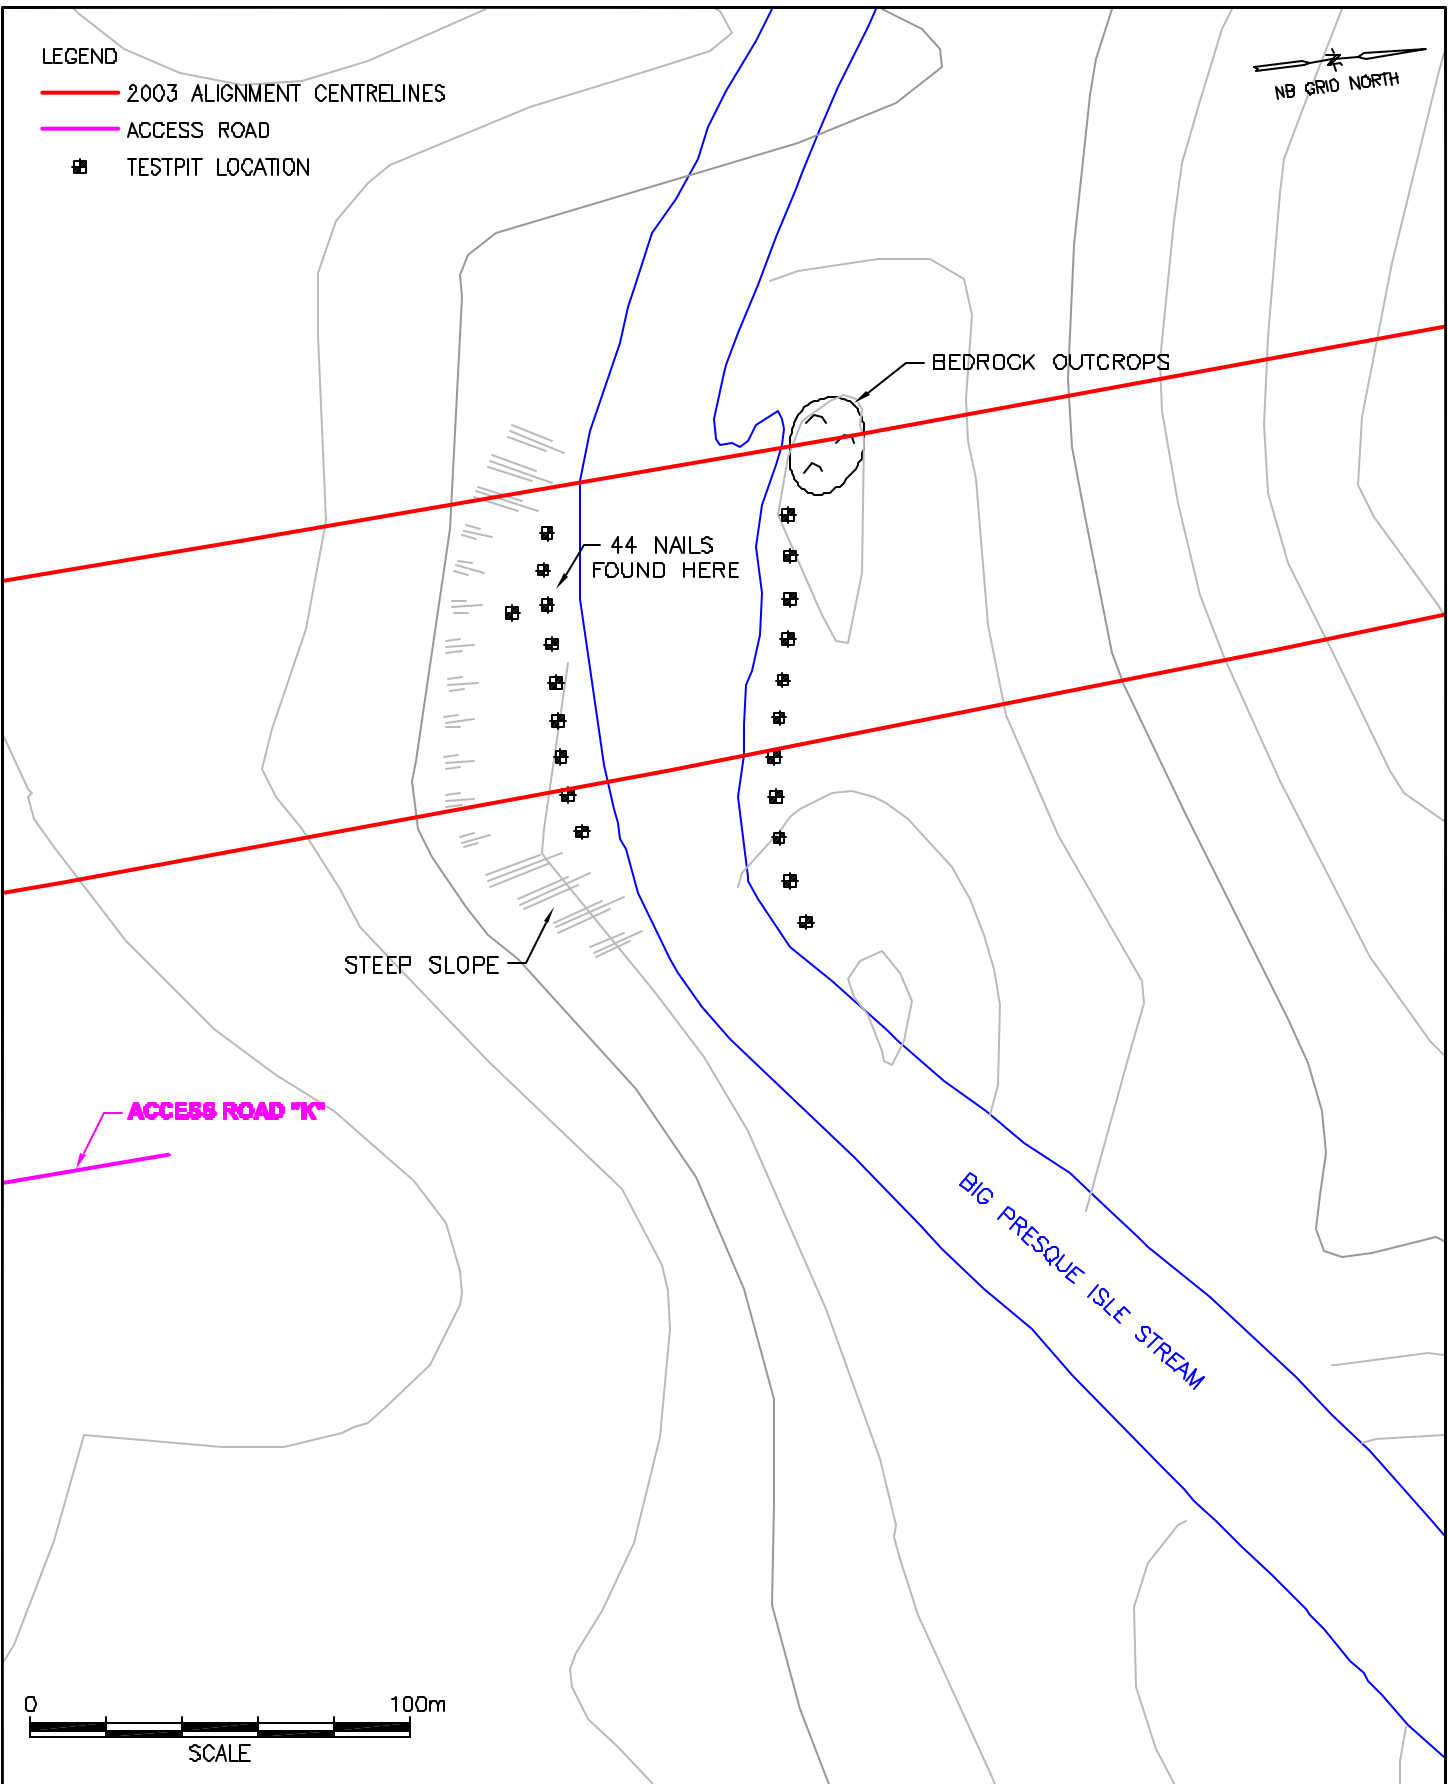 LEGEND
2003 ALIGNMENT CENTRELINES
ACCESS ROAD
TESTPIT LOCATION
NB GRID NORTH
BEDROCK OUTCROPS
44 NAILS
FOUND HERE
STEEP SLOPE
ACCESS ROAD "K"
BIG PRESQUE ISLE STREAM
0 100m
SCALE